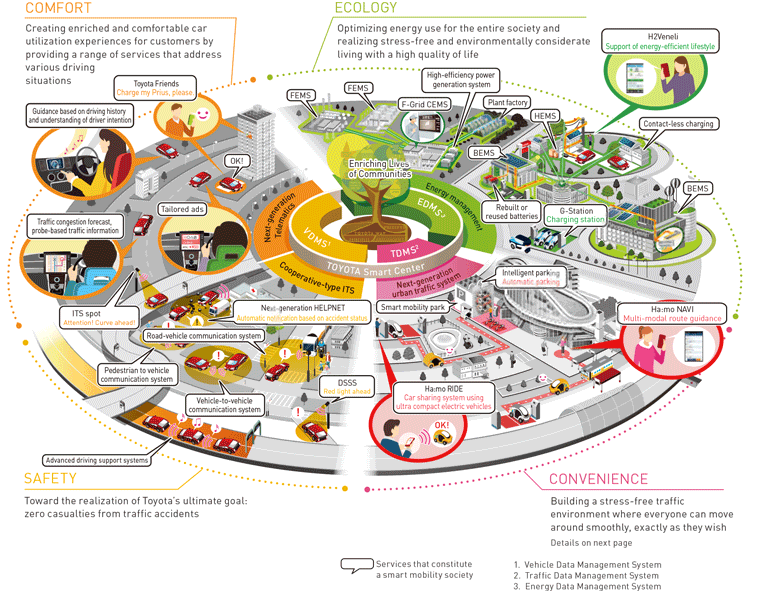 COMFORT
Creating enriched and comfortable car
utilization experiences for customers by
providing a range of services that address
various driving
situations
ECOLOGY
Optimizing energy use for the entire society and
realizing stress-free and environmentally considerate
living with a high quality of life
H2Veneli
Support of energy-efficient lifestyle
Toyota Friends
Charge my Prius, please.
Guidance based on driving history
and understanding of driver intention
OK!
FEMS
FEMS
High-efficiency power
generation system
F-Grid CEMS
Plant factory
HEMS
Contact-less charging
BEMS
BEMS
Rebuilt or
reused batteries
G-Station
Charging station
Enriching Lives
of Communities
Tailored ads
Traffic congestion forecast,
probe-based traffic information
Next-generation
Telematics
Energy management
VDMS1
EDMS3
TDMS2
TOYOTA Smart Center
Cooperative-type ITS
Next-generation
urban traffic system
Intelligent parking
Automatic parking
Smart mobility park
Ha:mo NAVI
Multi-modal route guidance
ITS spot
Attention! Curve ahead!
Next-generation HELPNET
Automatic notification based on accident status
Road-vehicle communication system
Pedestrian to vehicle
communication system
Vehicle-to-vehicle
communication system
DSSS
Red light ahead
Ha:mo RIDE
Car sharing system using
ultra compact electric vehicles
OK!
Advanced driving support systems
SAFETY
Toward the realization of Toyota's ultimate goal:
zero casualties from traffic accidents
CONVENIENCE
Building a stress-free traffic
environment where everyone can move
around smoothly, exactly as they wish
Details on next page
Services that constitute
a smart mobility society
1. Vehicle Data Management System
2. Traffic Data Management System
3. Energy Data Management System